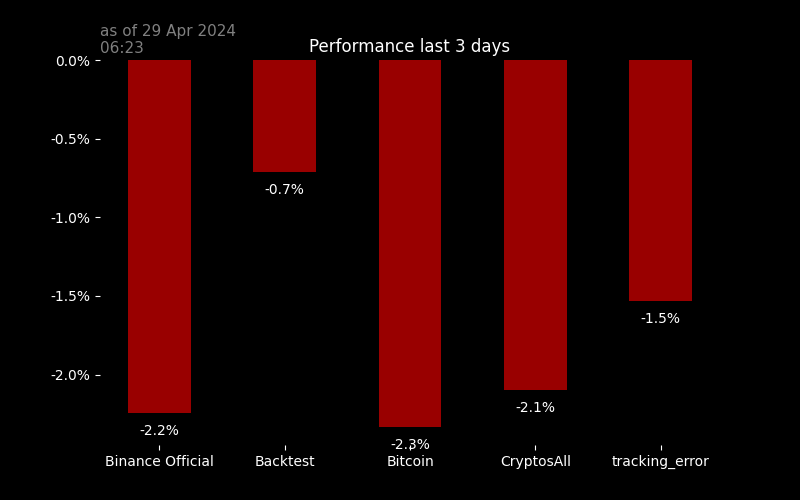 as of 29 Apr 2024
06:23
Performance last 3 days
0.0%
-0.5%
-1.0%
-1.5%
-2.0%
-2.2%
-0.7%
-2.3%
-2.1%
-1.5%
Binance Official
Backtest
Bitcoin
CryptosAll
tracking_error